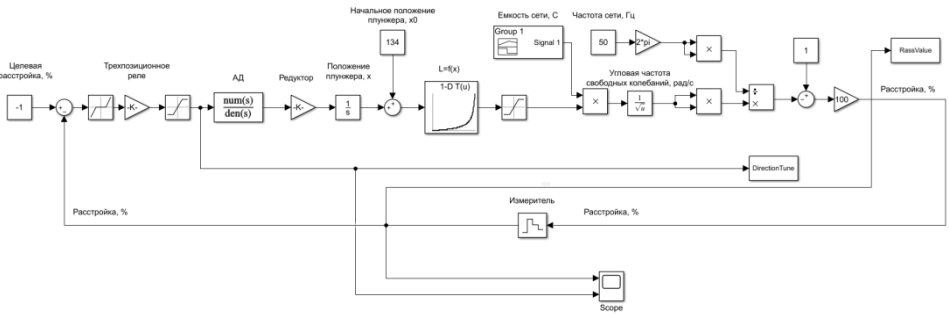 Начальное положение
плунжера, x0
134
Емкость сети, С
Group 1
Signal 1
Частота сети, Гц
50
2*pi
×
1
RassValue
Целевая
расстройка, %
-1
Трехпозиционное
реле
-K-
АД
num(s)
den(s)
Редуктор
-K-
Положение
плунжера, x
1
s
L=f(x)
1-D T(u)
×
Угловая частота
свободных колебаний, рад/с
1
√u
×
÷
×
100
Расстройка, %
DirectionTune
Расстройка, %
Измеритель
Расстройка, %
Scope